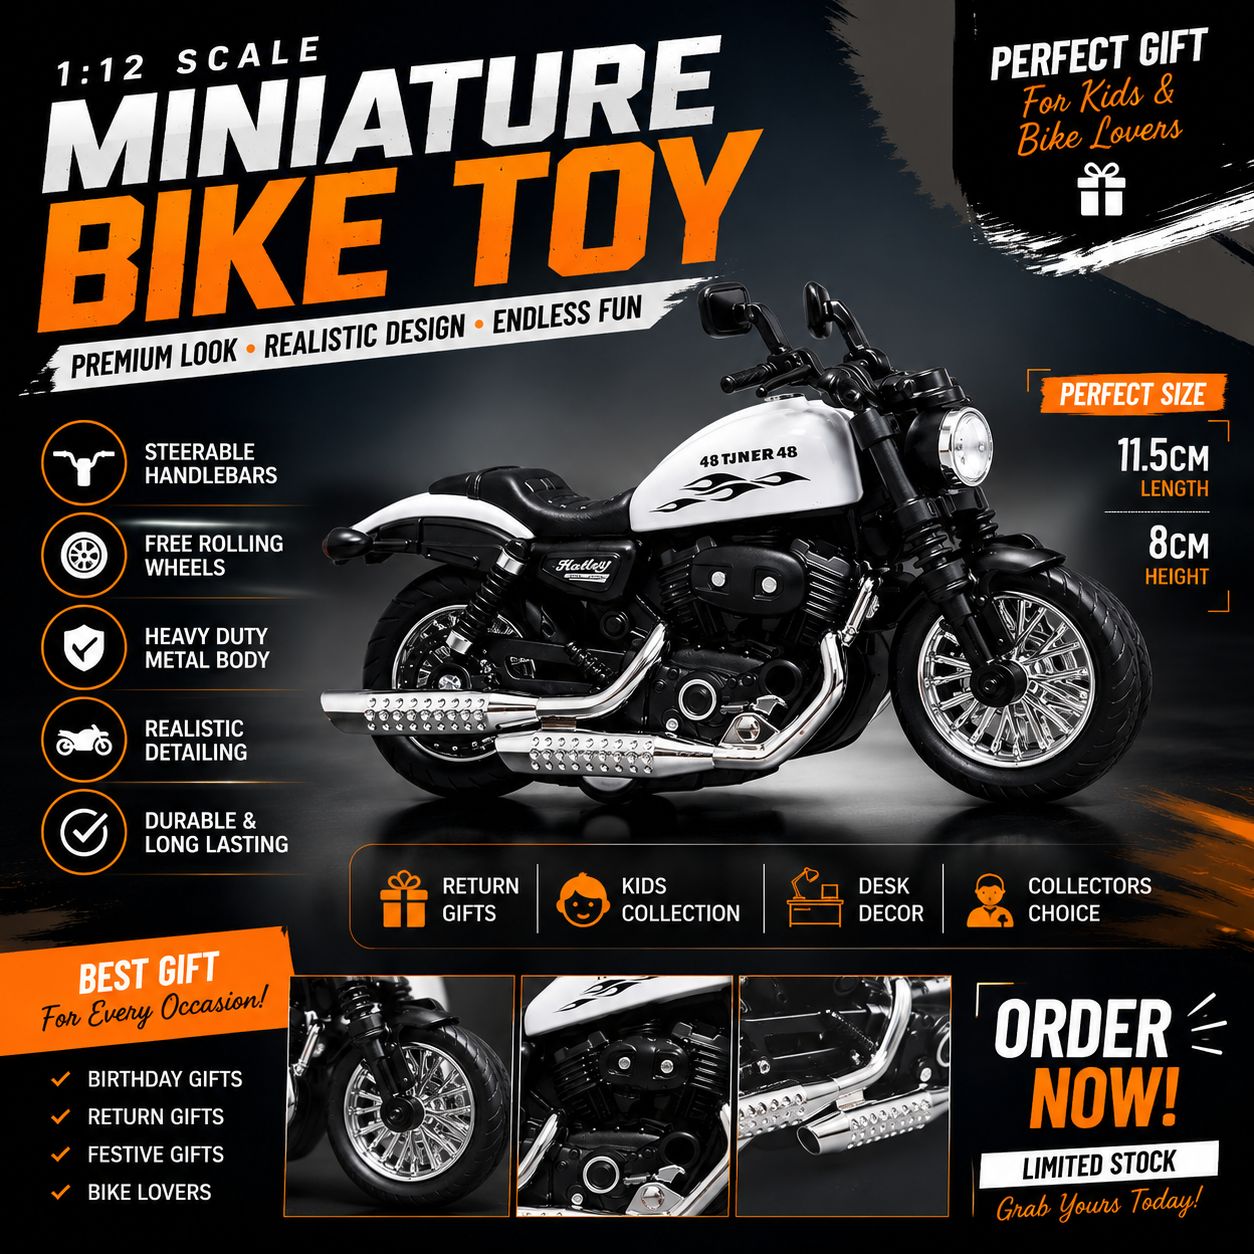 1:12 SCALE
MINIATURE
BIKE TOY
PREMIUM LOOK • REALISTIC DESIGN • ENDLESS FUN
PERFECT GIFT
For Kids &
Bike Lovers
STEERABLE
HANDLEBARS
FREE ROLLING
WHEELS
HEAVY DUTY
METAL BODY
REALISTIC
DETAILING
DURABLE &
LONG LASTING
48 TJNER 48
Halley
PERFECT SIZE
11.5CM
LENGTH
8CM
HEIGHT
RETURN
GIFTS
KIDS
COLLECTION
DESK
DECOR
COLLECTORS
CHOICE
BEST GIFT
For Every Occasion!
BIRTHDAY GIFTS
RETURN GIFTS
FESTIVE GIFTS
BIKE LOVERS
ORDER
NOW!
LIMITED STOCK
Grab Yours Today!